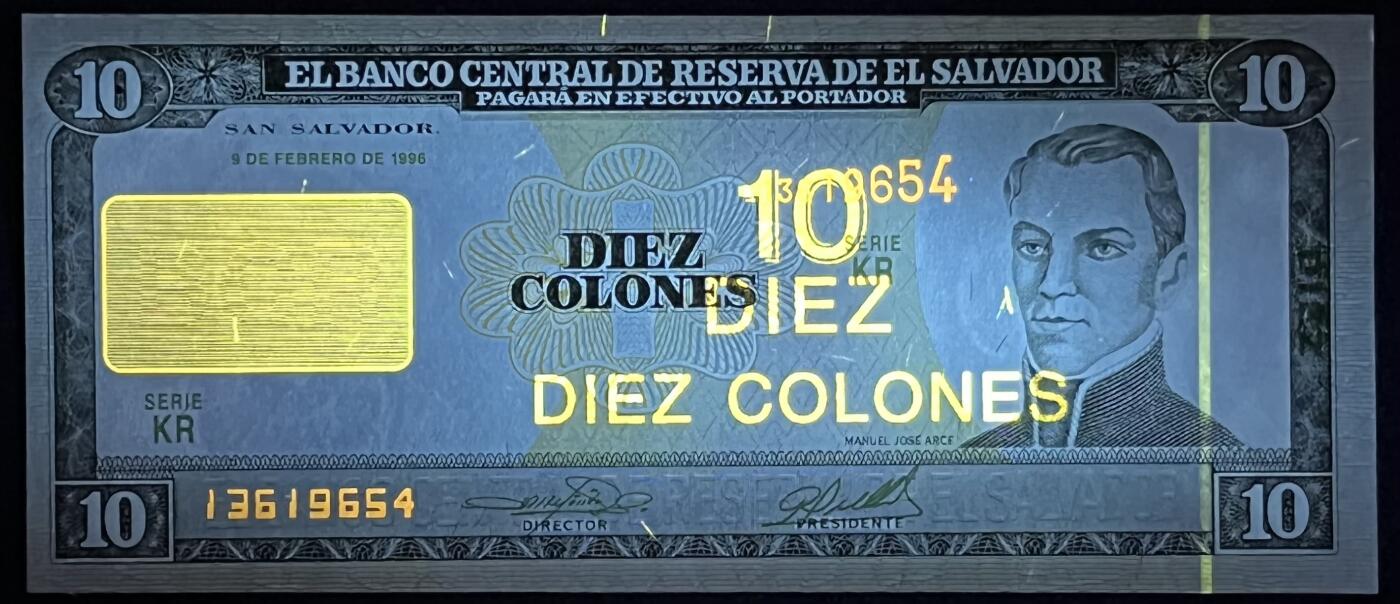 10 EL BANCO CENTRAL DE RESERVA DE EL SALVADOR 10
PAGARÁ EN EFECTIVO AL PORTADOR
SAN SALVADOR.
9 DE FEBRERO DE 1996
13619654
10
SERIE
KR
DIEZ
COLONES
DIEZ
DIEZ
DIEZ COLONES
SERIE
KR
MANUEL JOSÉ ARCE
10 13619654 10
DIRECTOR
PRESIDENTE